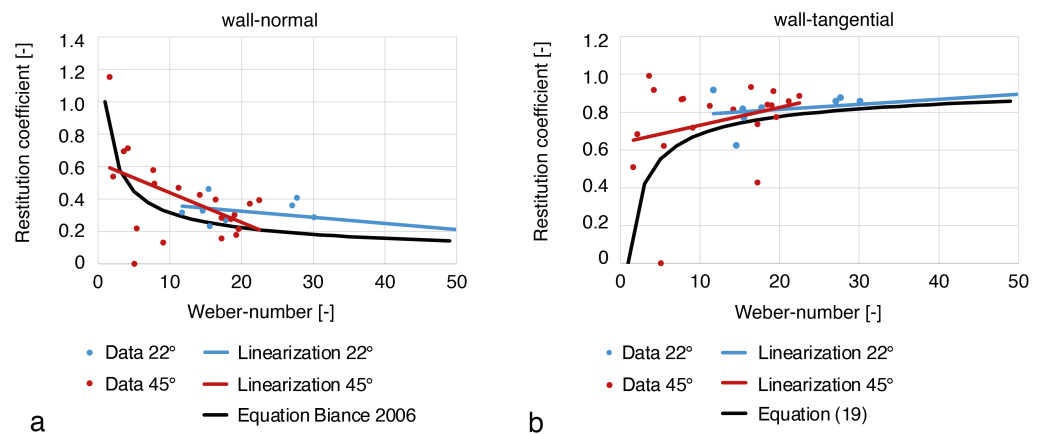 wall-normal
Restitution coefficient [-]
1.4
1.2
1.0
0.8
0.6
0.4
0.2
0
0 10 20 30 40 50
Weber-number [-]
Data 22° Linearization 22°
Data 45° Linearization 45°
Equation Biance 2006
a
wall-tangential
Restitution coefficient [-]
1.2
1.0
0.8
0.6
0.4
0.2
0
0 10 20 30 40 50
Weber-number [-]
Data 22° Linearization 22°
Data 45° Linearization 45°
Equation (19)
b